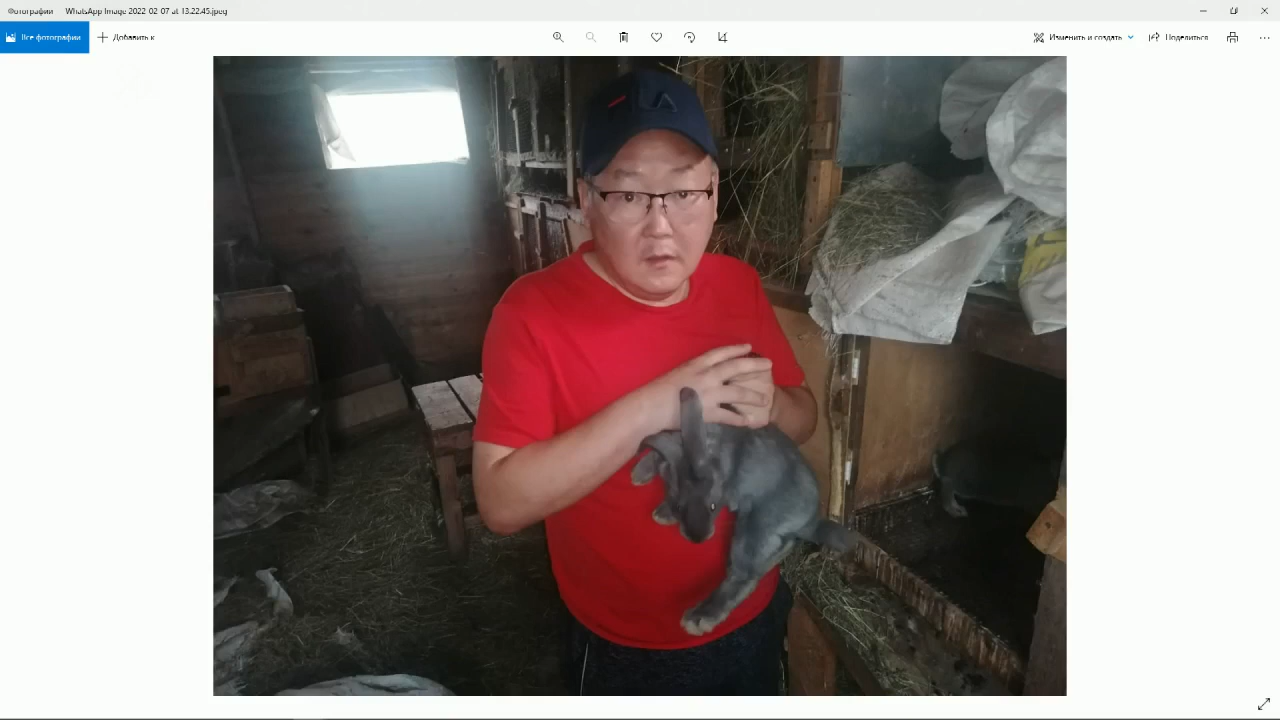 Фотографии WhatsApp Image 2022-02-07 at 13.22.45.jpeg
Все фотографии
Добавить к
Изменить и создать
Поделиться